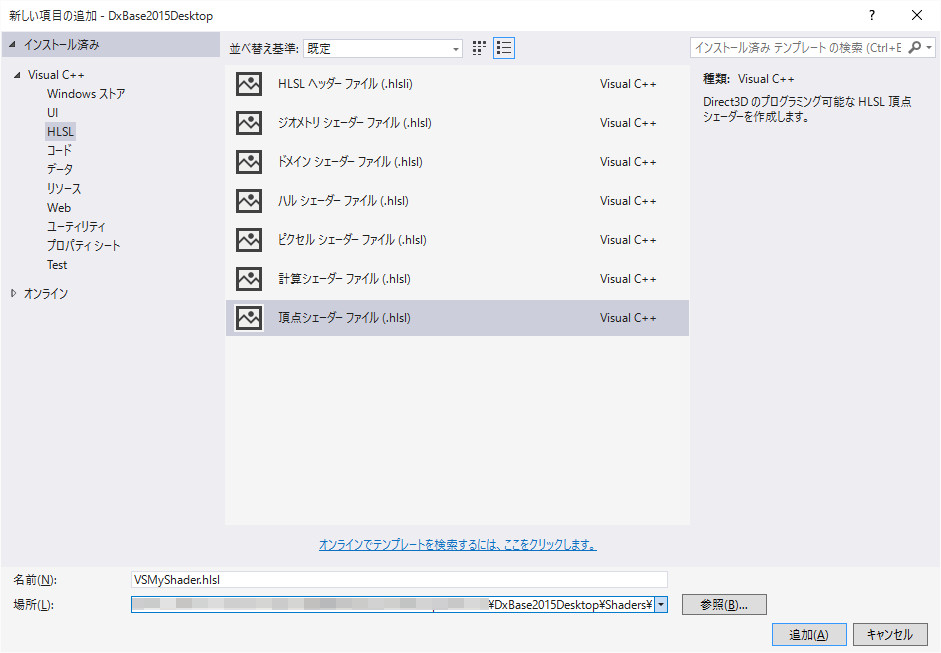 新しい項目の追加 - DxBase2015Desktop
?
インストール済み
並べ替え基準: 既定
インストール済み テンプレート の検索 (Ctrl+E
Visual C++
Windows ストア
UI
HLSL
コード
データ
リソース
Web
ユーティリティ
プロパティ シート
Test
オンライン
HLSL ヘッダー ファイル (.hlsli) Visual C++
ジオメトリ シェーダー ファイル (.hlsl) Visual C++
ドメイン シェーダー ファイル (.hlsl) Visual C++
ハル シェーダー ファイル (.hlsl) Visual C++
ピクセル シェーダー ファイル (.hlsl) Visual C++
計算シェーダー ファイル (.hlsl) Visual C++
頂点シェーダー ファイル (.hlsl) Visual C++
種類: Visual C++
Direct3D のプログラミング可能な HLSL 頂点
シェーダーを作成します。
オンラインでテンプレートを検索するには、ここをクリックします。
名前(N): VSMyShader.hlsl
場所(L): ¥DxBase2015Desktop¥Shaders¥ 参照(B)...
追加(A) キャンセル